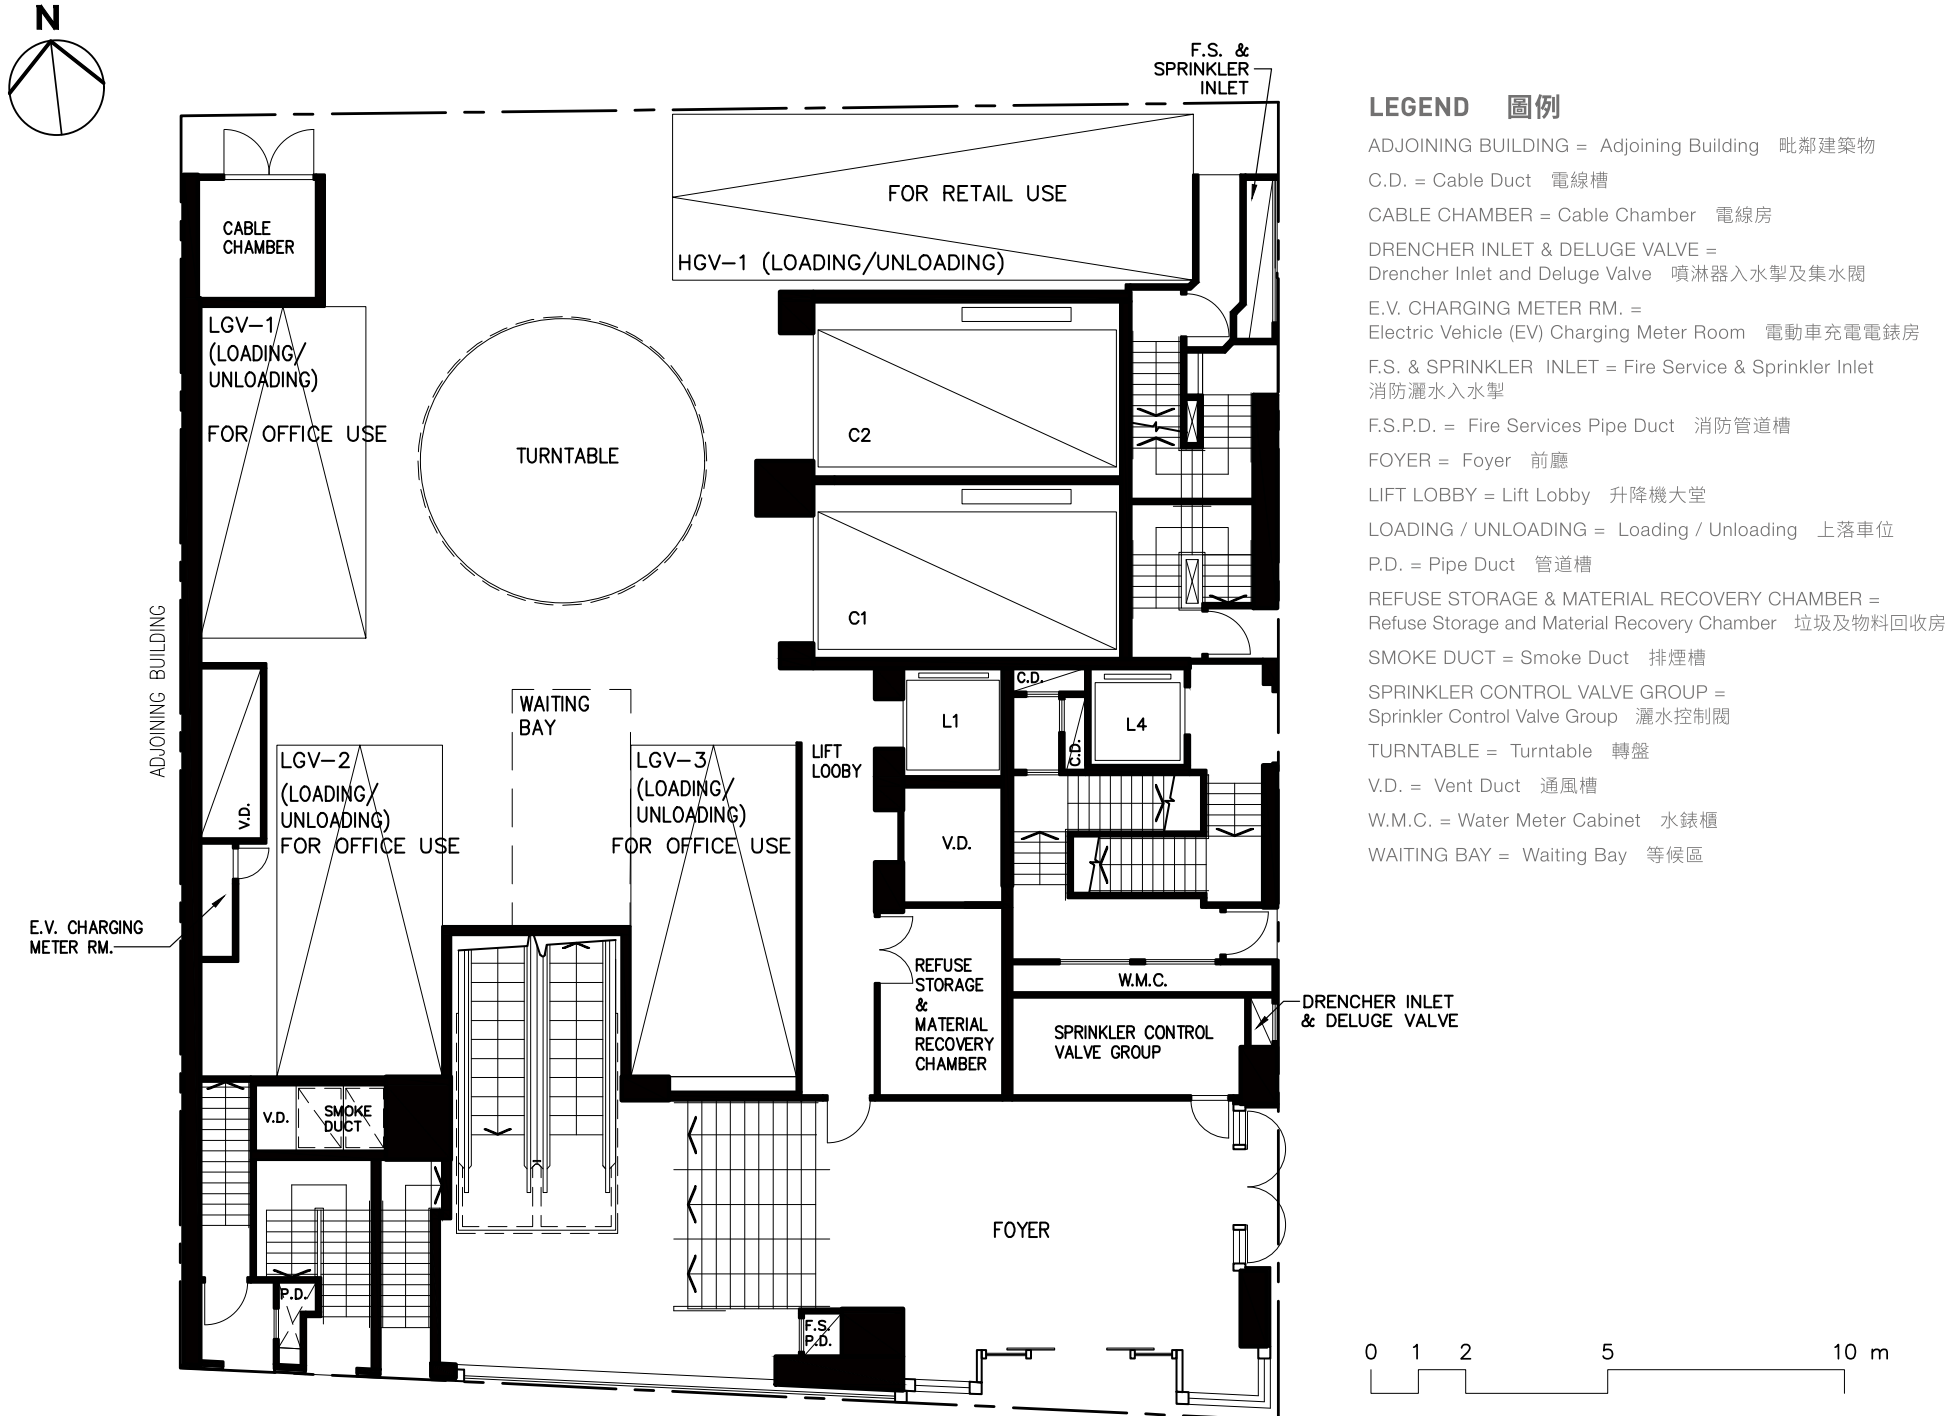 N
F.S. &
SPRINKLER
INLET
FOR RETAIL USE
HGV-1 (LOADING/UNLOADING)
CABLE
CHAMBER
LGV-1
(LOADING/
UNLOADING)
FOR OFFICE USE
TURNTABLE
C2
C1
ADJOINING BUILDING
WAITING
BAY
C.D.
L1
L4
C.D.
LIFT
LOOBY
LGV-2
(LOADING/
UNLOADING)
FOR OFFICE USE
LGV-3
(LOADING/
UNLOADING)
FOR OFFICE USE
V.D.
V.D.
E.V. CHARGING
METER RM.
REFUSE
STORAGE
&
MATERIAL
RECOVERY
CHAMBER
W.M.C.
SPRINKLER CONTROL
VALVE GROUP
DRENCHER INLET
& DELUGE VALVE
V.D.
SMOKE
DUCT
FOYER
P.D.
F.S.
P.D.
LEGEND 圖例
ADJOINING BUILDING = Adjoining Building 毗鄰建築物
C.D. = Cable Duct 電線槽
CABLE CHAMBER = Cable Chamber 電線房
DRENCHER INLET & DELUGE VALVE =
Drencher Inlet and Deluge Valve 噴淋器入水掣及集水閥
E.V. CHARGING METER RM. =
Electric Vehicle (EV) Charging Meter Room 電動車充電電錶房
F.S. & SPRINKLER INLET = Fire Service & Sprinkler Inlet
消防灑水入水掣
F.S.P.D. = Fire Services Pipe Duct 消防管道槽
FOYER = Foyer 前廳
LIFT LOBBY = Lift Lobby 升降機大堂
LOADING / UNLOADING = Loading / Unloading 上落車位
P.D. = Pipe Duct 管道槽
REFUSE STORAGE & MATERIAL RECOVERY CHAMBER =
Refuse Storage and Material Recovery Chamber 垃圾及物料回收房
SMOKE DUCT = Smoke Duct 排煙槽
SPRINKLER CONTROL VALVE GROUP =
Sprinkler Control Valve Group 灑水控制閥
TURNTABLE = Turntable 轉盤
V.D. = Vent Duct 通風槽
W.M.C. = Water Meter Cabinet 水錶櫃
WAITING BAY = Waiting Bay 等候區
0 1 2 5 10 m